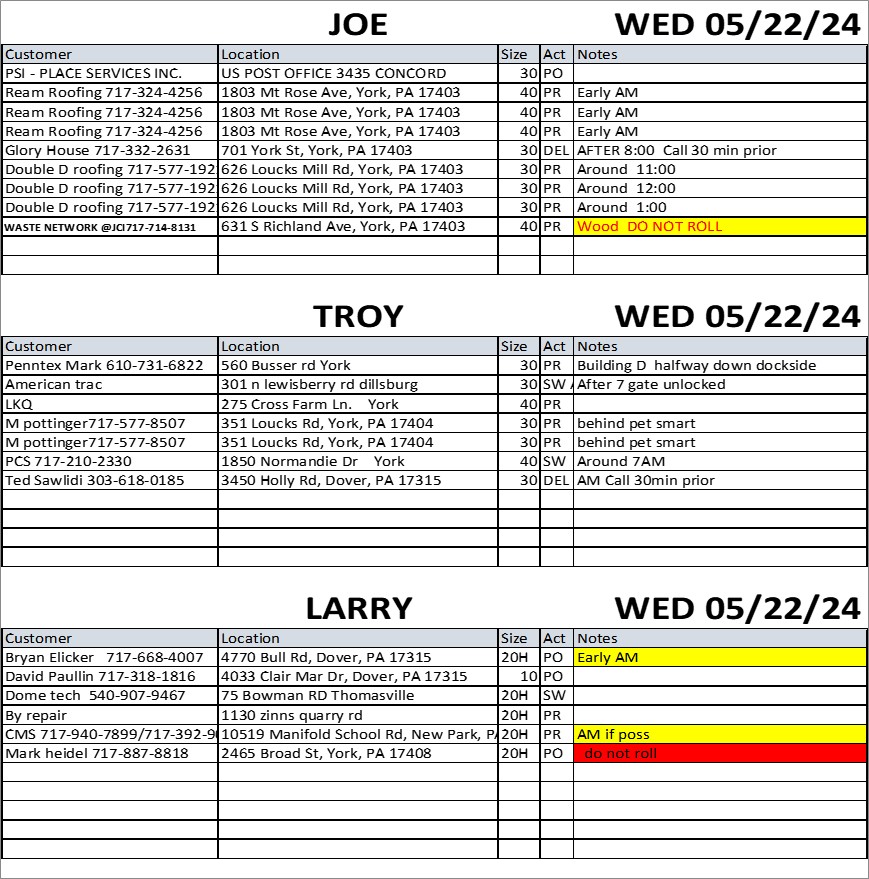 JOE WED 05/22/24
Customer Location Size Act Notes
PSI - PLACE SERVICES INC. US POST OFFICE 3435 CONCORD 30 PO
Ream Roofing 717-324-4256 1803 Mt Rose Ave, York, PA 17403 40 PR Early AM
Ream Roofing 717-324-4256 1803 Mt Rose Ave, York, PA 17403 40 PR Early AM
Ream Roofing 717-324-4256 1803 Mt Rose Ave, York, PA 17403 40 PR Early AM
Glory House 717-332-2631 701 York St, York, PA 17403 30 DEL AFTER 8:00 Call 30 min prior
Double D roofing 717-577-192 626 Loucks Mill Rd, York, PA 17403 30 PR Around 11:00
Double D roofing 717-577-192 626 Loucks Mill Rd, York, PA 17403 30 PR Around 12:00
Double D roofing 717-577-192 626 Loucks Mill Rd, York, PA 17403 30 PR Around 1:00
WASTE NETWORK @JCI717-714-8131 631 S Richland Ave, York, PA 17403 40 PR Wood DO NOT ROLL
TROY WED 05/22/24
Customer Location Size Act Notes
Penntex Mark 610-731-6822 560 Busser rd York 30 PR Building D halfway down dockside
American trac 301 n lewisberry rd dillsburg 30 SW After 7 gate unlocked
LKQ 275 Cross Farm Ln. York 40 PR
M pottinger717-577-8507 351 Loucks Rd, York, PA 17404 30 PR behind pet smart
M pottinger717-577-8507 351 Loucks Rd, York, PA 17404 30 PR behind pet smart
PCS 717-210-2330 1850 Normandie Dr York 40 SW Around 7AM
Ted Sawlidi 303-618-0185 3450 Holly Rd, Dover, PA 17315 30 DEL AM Call 30min prior
LARRY WED 05/22/24
Customer Location Size Act Notes
Bryan Elicker 717-668-4007 4770 Bull Rd, Dover, PA 17315 20H PO Early AM
David Paullin 717-318-1816 4033 Clair Mar Dr, Dover, PA 17315 10 PO
Dome tech 540-907-9467 75 Bowman RD Thomasville 20H SW
By repair 1130 zinns quarry rd 20H PR
CMS 717-940-7899/717-392-9 10519 Manifold School Rd, New Park, PA 20H PR AM if poss
Mark heidel 717-887-8818 2465 Broad St, York, PA 17408 20H PO do not roll